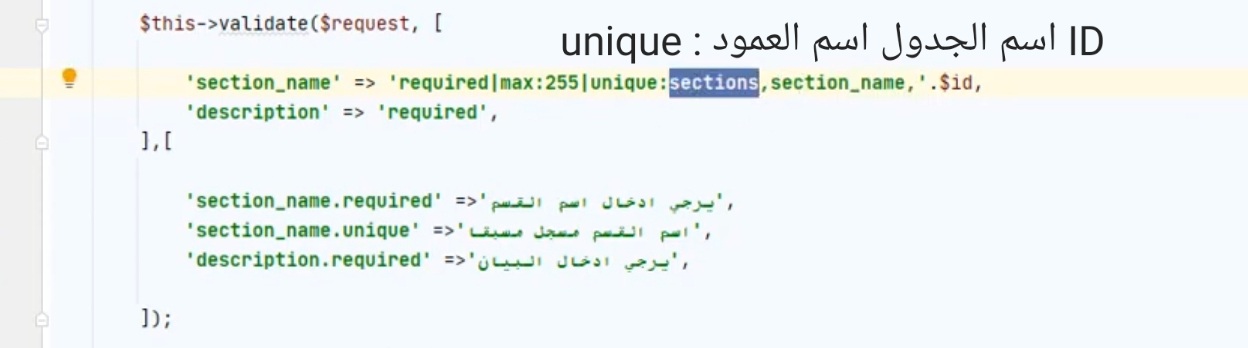 $this->validate($request, [
unique : اسم الجدول اسم العمود ID
'section_name' => 'required|max:255|unique:sections,section_name,'.$id,
'description' => 'required',
],[
'section_name.required' =>'يرجي ادخال اسم القسم',
'section_name.unique' =>'اسم القسم مسجل مسبقا',
'description.required' =>'يرجي ادخال البيان',
]);